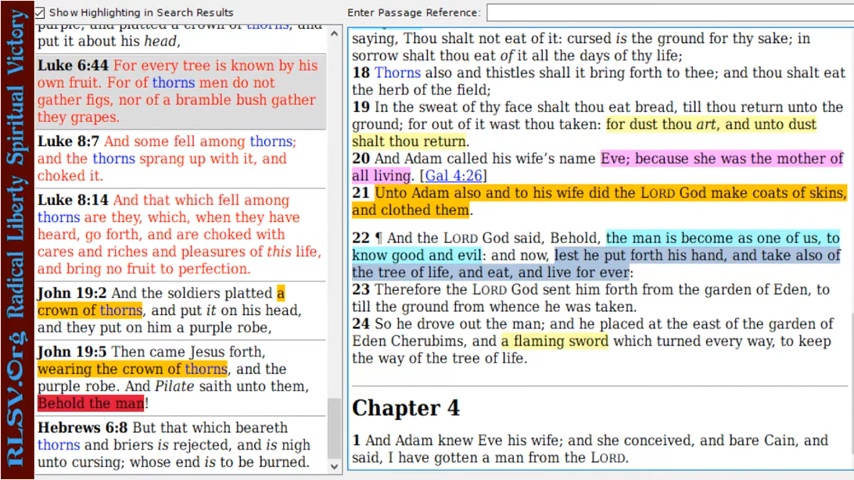 RLSV.Org Radical Liberty Spiritual Victory
Show Highlighting in Search Results
purple, and platted a crown of thorns, and
put it about his head,
Luke 6:44 For every tree is known by his
own fruit. For of thorns men do not
gather figs, nor of a bramble bush gather
they grapes.
Luke 8:7 And some fell among thorns;
and the thorns sprang up with it, and
choked it.
Luke 8:14 And that which fell among
thorns are they, which, when they have
heard, go forth, and are choked with
cares and riches and pleasures of this life,
and bring no fruit to perfection.
John 19:2 And the soldiers platted a
crown of thorns, and put it on his head,
and they put on him a purple robe,
John 19:5 Then came Jesus forth,
wearing the crown of thorns, and the
purple robe. And Pilate saith unto them,
Behold the man!
Hebrews 6:8 But that which beareth
thorns and briers is rejected, and is nigh
unto cursing; whose end is to be burned.
Enter Passage Reference:
saying, Thou shalt not eat of it: cursed is the ground for thy sake; in
sorrow shalt thou eat of it all the days of thy life;
18 Thorns also and thistles shall it bring forth to thee; and thou shalt eat
the herb of the field;
19 In the sweat of thy face shalt thou eat bread, till thou return unto the
ground; for out of it wast thou taken: for dust thou art, and unto dust
shalt thou return.
20 And Adam called his wife's name Eve; because she was the mother of
all living. [Gal 4:26]
21 Unto Adam also and to his wife did the LORD God make coats of skins,
and clothed them.
22 ¶ And the LORD God said, Behold, the man is become as one of us, to
know good and evil: and now, lest he put forth his hand, and take also of
the tree of life, and eat, and live for ever:
23 Therefore the LORD God sent him forth from the garden of Eden, to
till the ground from whence he was taken.
24 So he drove out the man; and he placed at the east of the garden of
Eden Cherubims, and a flaming sword which turned every way, to keep
the way of the tree of life.
Chapter 4
1 And Adam knew Eve his wife; and she conceived, and bare Cain, and
said, I have gotten a man from the LORD.